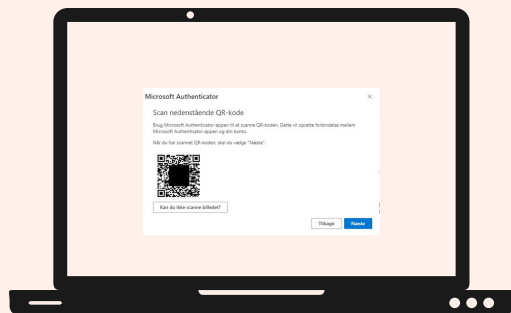 Microsoft Authenticator
Scan nedenstående QR-kode
Brug Microsoft Authenticator-appen til at scanne QR-koden. Dette vil oprette forbindelse mellem
Microsoft Authenticator-appen og din konto.
Når du har scannet QR-koden, skal du vælge "Næste".
Kan du ikke scanne billedet?
Tilbage
Næste